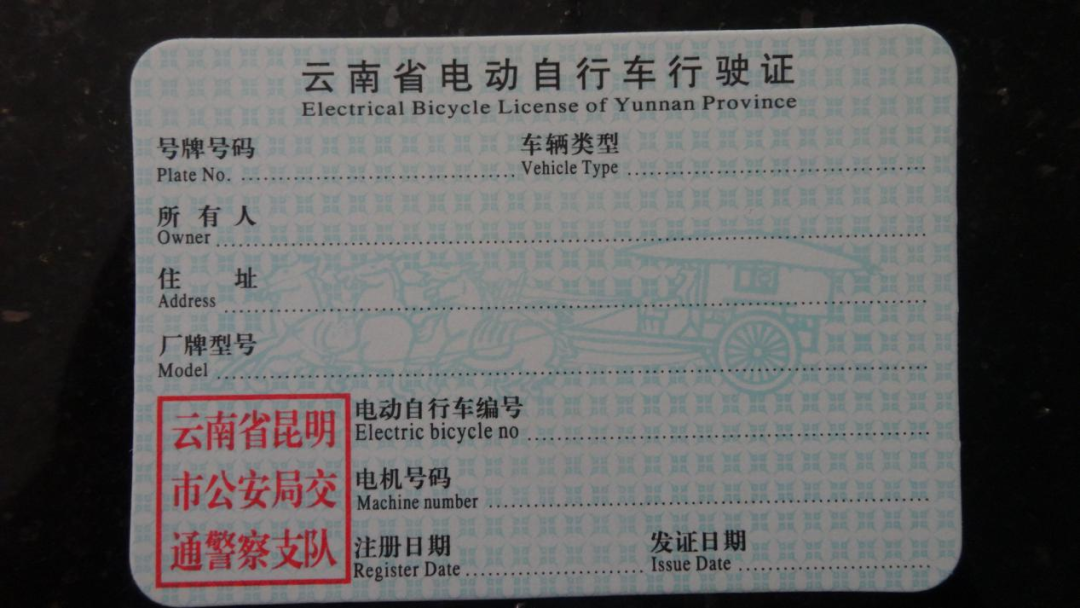 云南省电动自行车行驶证
Electrical Bicycle License of Yunnan Province
号牌号码 车辆类型
Plate No. Vehicle Type
所有人
Owner
住 址
Address
厂牌型号
Model
电动自行车编号
Electric bicycle no
电机号码
Machine number
注册日期 发证日期
Register Date Issue Date
云南省昆明
市公安局交
通警察支队